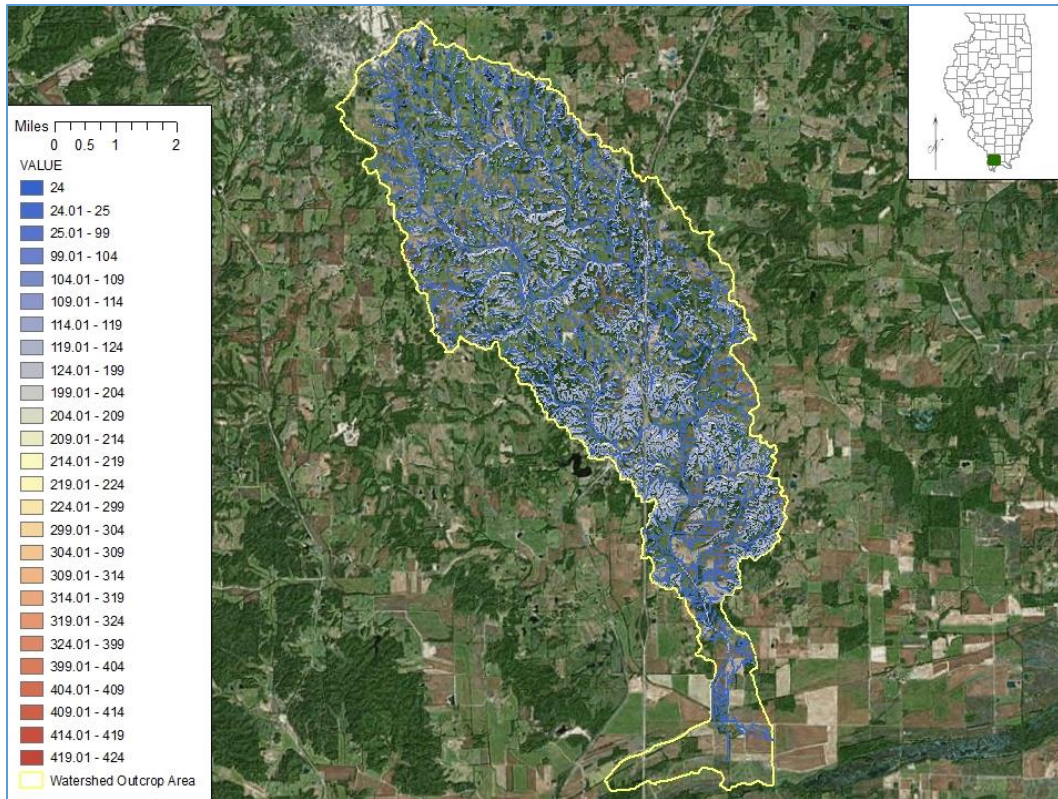 Miles
0 0.5 1 2
VALUE
24
24.01 - 25
25.01 - 99
99.01 - 104
104.01 - 109
109.01 - 114
114.01 - 119
119.01 - 124
124.01 - 199
199.01 - 204
204.01 - 209
209.01 - 214
214.01 - 219
219.01 - 224
224.01 - 299
299.01 - 304
304.01 - 309
309.01 - 314
314.01 - 319
319.01 - 324
324.01 - 399
399.01 - 404
404.01 - 409
409.01 - 414
414.01 - 419
419.01 - 424
Watershed Outcrop Area
N